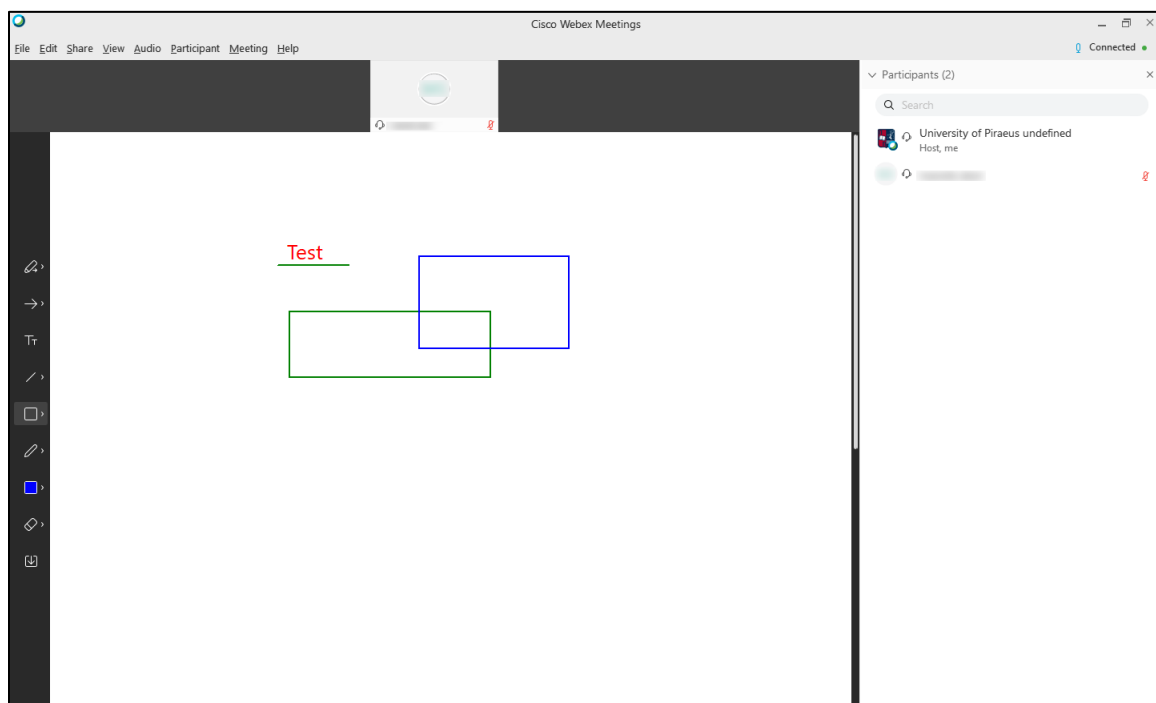 Cisco Webex Meetings
File Edit Share View Audio Participant Meeting Help
Connected
Participants (2)
Search
University of Piraeus undefined
Host, me
Test
Tт